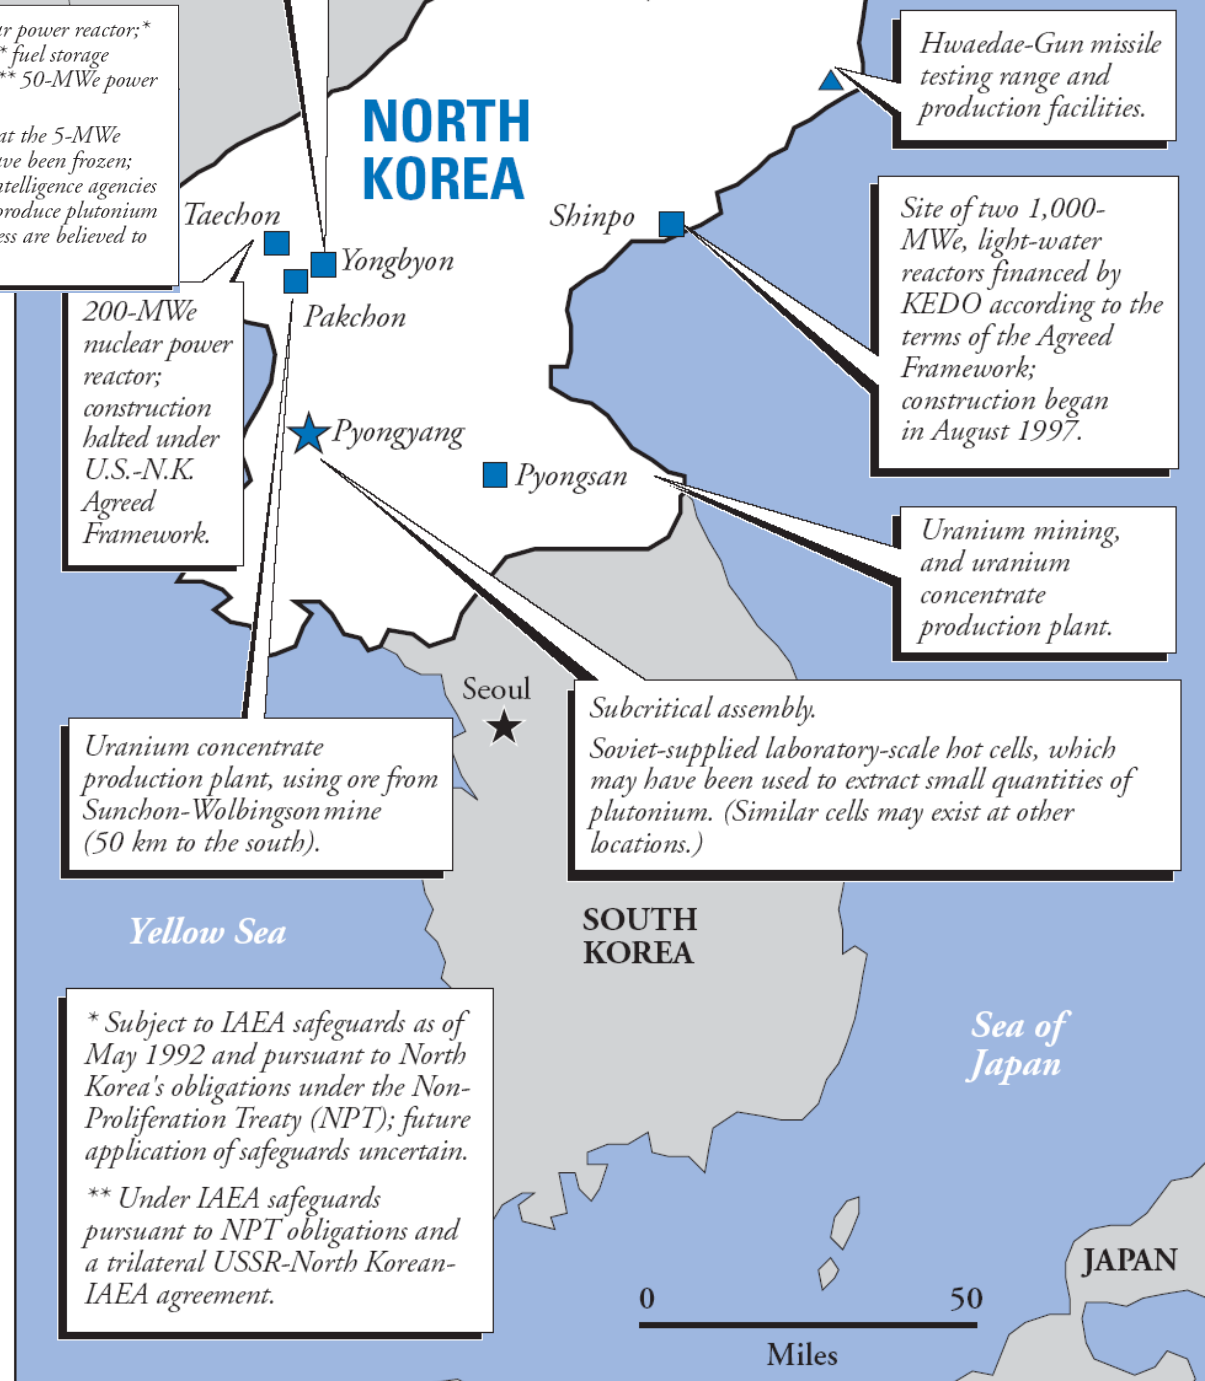 ar power reactor;*
* fuel storage
** 50-MWe power
at the 5-MWe
ave been frozen;
ntelligence agencies
produce plutonium
ess are believed to
Hwaedae-Gun missile
testing range and
production facilities.
NORTH
KOREA
Site of two 1,000-
MWe, light-water
reactors financed by
KEDO according to the
terms of the Agreed
Framework;
construction began
in August 1997.
Taechon
Shinpo
Yongbyon
Pakchon
200-MWe
nuclear power
reactor;
construction
halted under
U.S.-N.K.
Agreed
Framework.
Pyongyang
Pyongsan
Uranium mining,
and uranium
concentrate
production plant.
Seoul
Subcritical assembly.
Soviet-supplied laboratory-scale hot cells, which
may have been used to extract small quantities of
plutonium. (Similar cells may exist at other
locations.)
Uranium concentrate
production plant, using ore from
Sunchon-Wolbingson mine
(50 km to the south).
SOUTH
KOREA
Yellow Sea
Sea of
Japan
* Subject to IAEA safeguards as of
May 1992 and pursuant to North
Korea's obligations under the Non-
Proliferation Treaty (NPT); future
application of safeguards uncertain.
** Under IAEA safeguards
pursuant to NPT obligations and
a trilateral USSR-North Korean-
IAEA agreement.
JAPAN
0 50
Miles